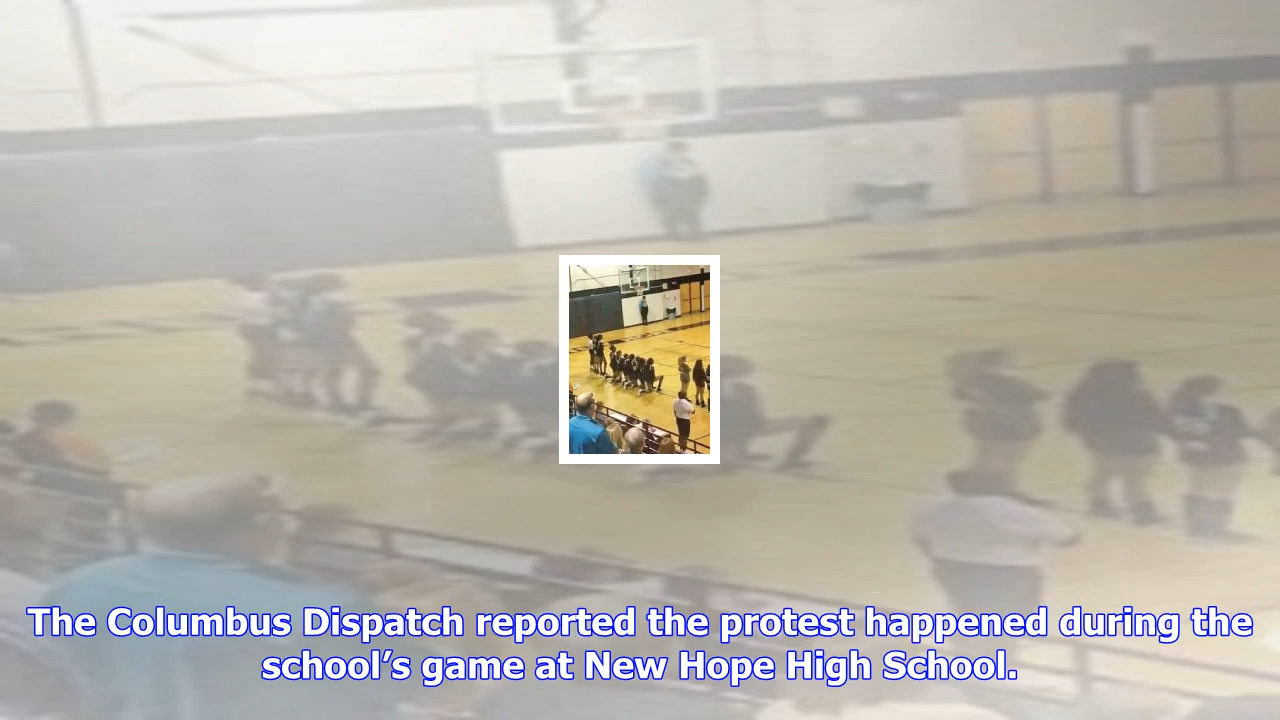 The Columbus Dispatch reported the protest happened during the
school’s game at New Hope High School.